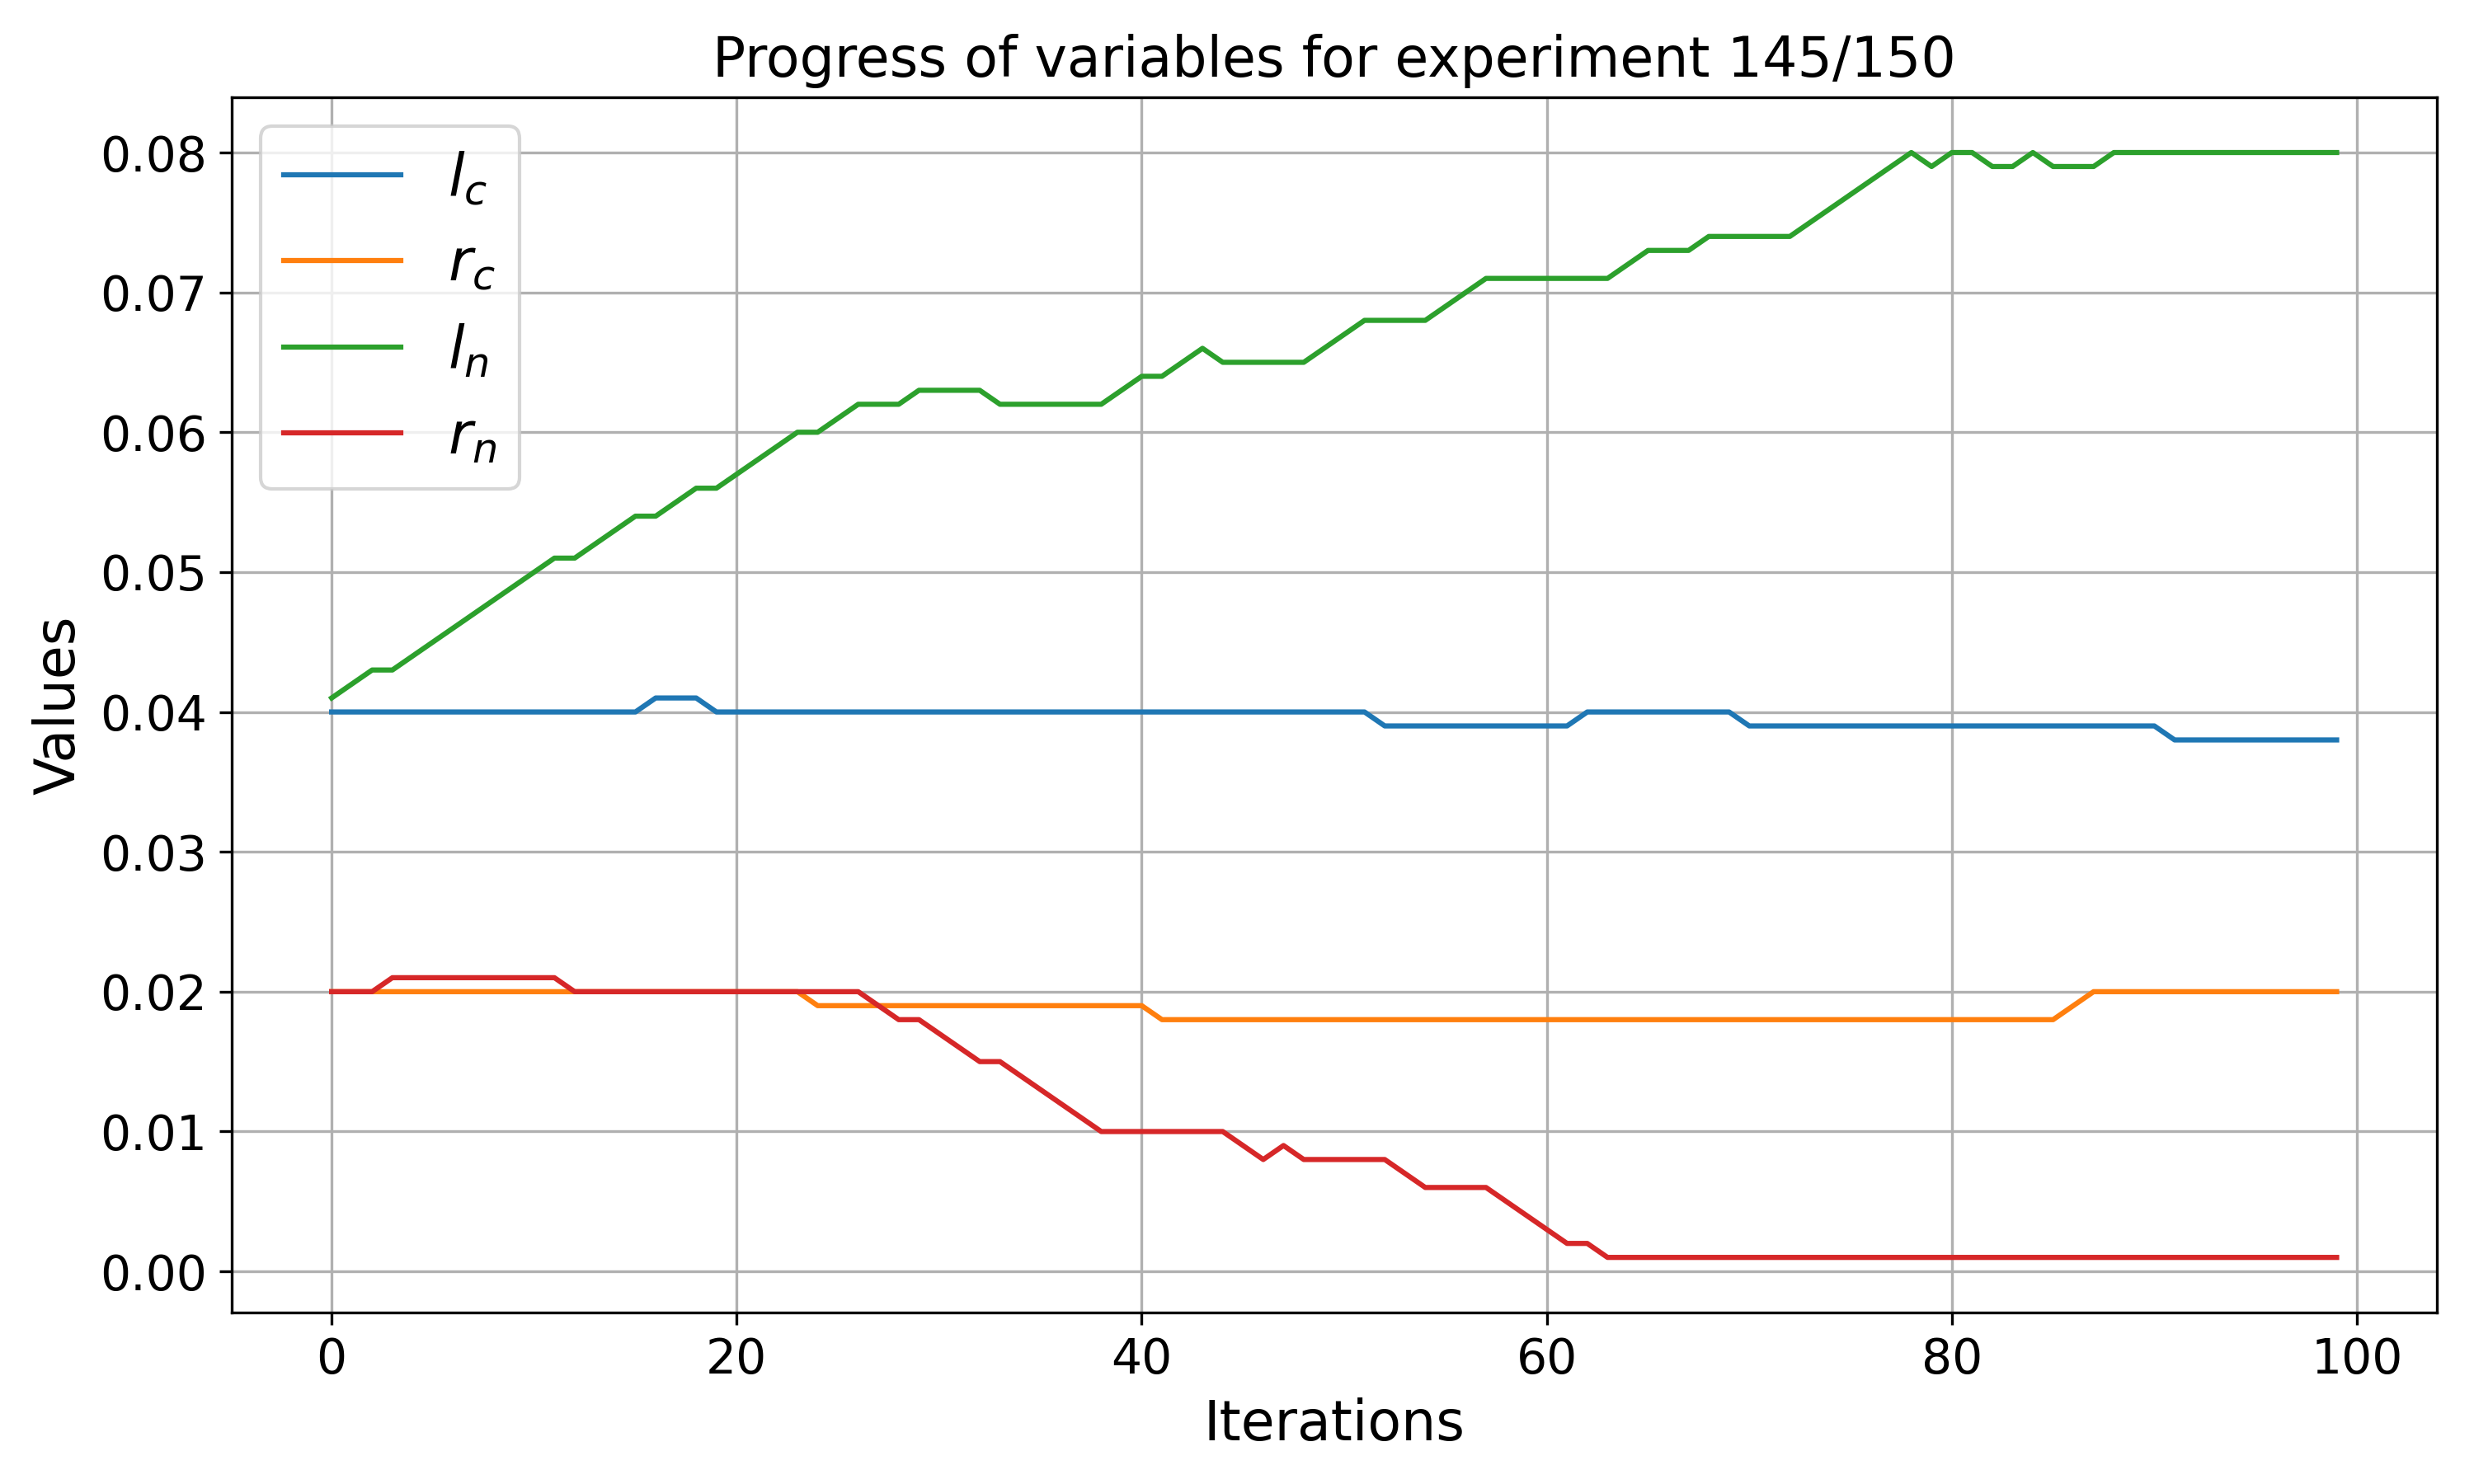 Progress of variables for experiment 145/150
l_c
r_c
l_n
r_n
Values
0.08
0.07
0.06
0.05
0.04
0.03
0.02
0.01
0.00
0 20 40 60 80 100
Iterations